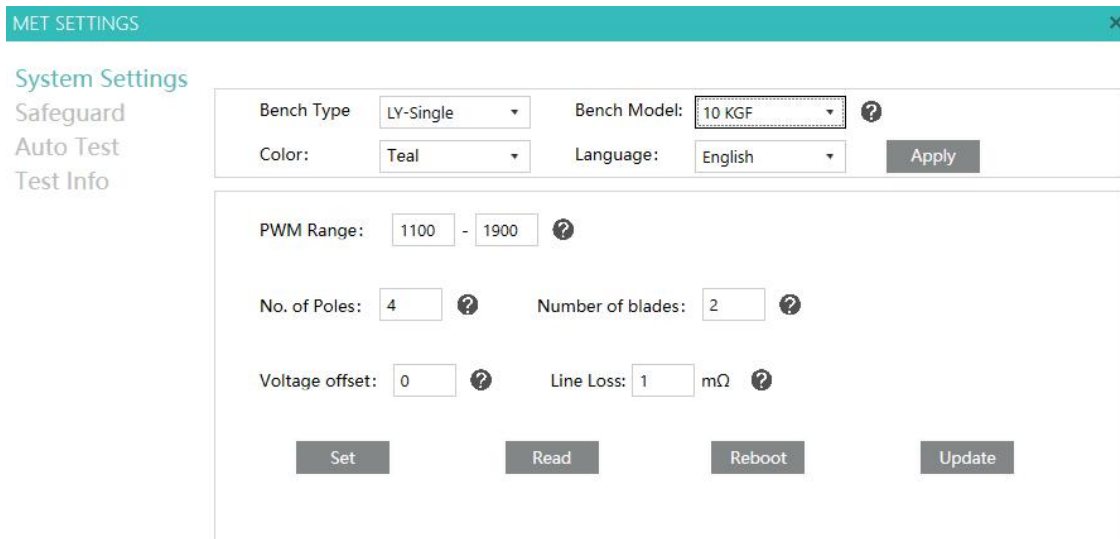 MET SETTINGS ×
System Settings
Safeguard
Auto Test
Test Info
Bench Type LY-Single Bench Model: 10 KGF ?
Color: Teal Language: English Apply
PWM Range: 1100 - 1900 ?
No. of Poles: 4 ? Number of blades: 2 ?
Voltage offset: 0 ? Line Loss: 1 mΩ ?
Set Read Reboot Update